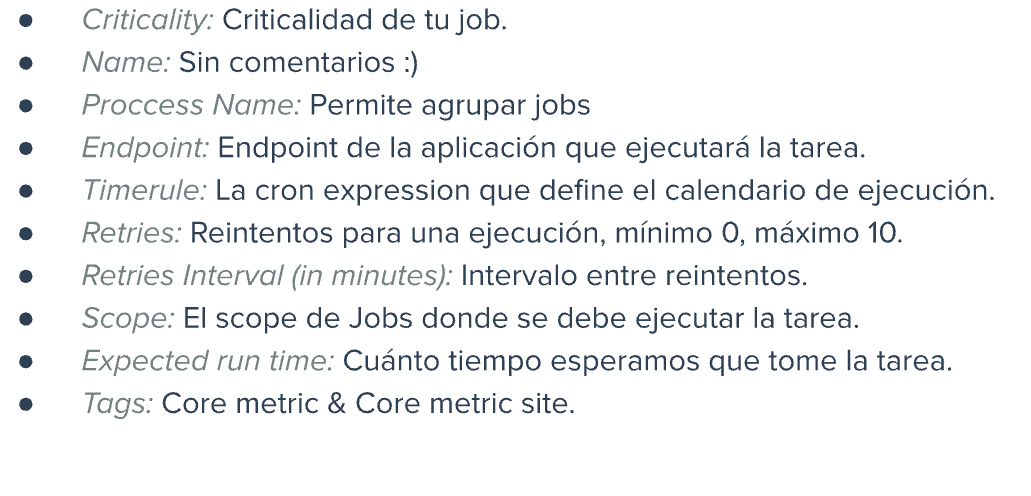 ● Criticality: Criticalidad de tu job.
● Name: Sin comentarios :)
● Proccess Name: Permite agrupar jobs
● Endpoint: Endpoint de la aplicación que ejecutará la tarea.
● Timerule: La cron expression que define el calendario de ejecución.
● Retries: Reintentos para una ejecución, mínimo 0, máximo 10.
● Retries Interval (in minutes): Intervalo entre reintentos.
● Scope: El scope de Jobs donde se debe ejecutar la tarea.
● Expected run time: Cuánto tiempo esperamos que tome la tarea.
● Tags: Core metric & Core metric site.